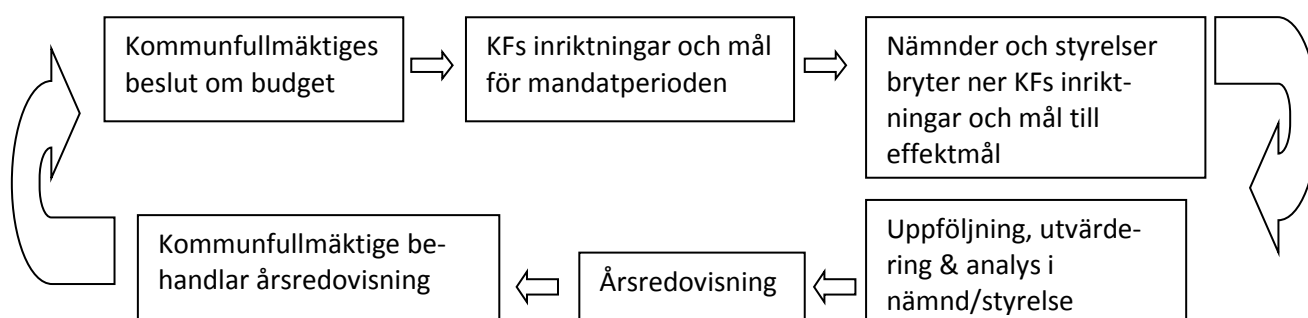 Kommunfullmäktiges
beslut om budget
KFs inriktningar och mål
för mandatperioden
Nämnder och styrelser
bryter ner KFs inrikt-
ningar och mål till
effektmål
Uppföljning, utvärde-
ring & analys i
nämnd/styrelse
Årsredovisning
Kommunfullmäktige be-
handlar årsredovisning